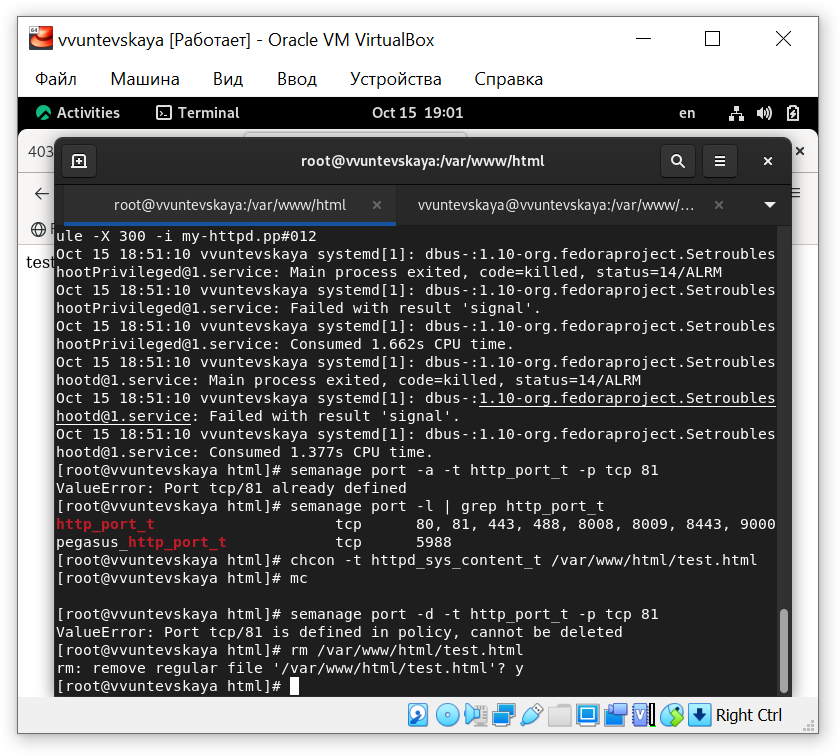 vvuntevskaya [Работает] - Oracle VM VirtualBox
Файл Машина Вид Ввод Устройства Справка
Activities Terminal Oct 15 19:01 en
403
root@vvuntevskaya:/var/www/html
root@vvuntevskaya:/var/www/html vvuntevskaya@vvuntevskaya:/var/www/...
test
ule -X 300 -i my-httpd.pp#012
Oct 15 18:51:10 vvuntevskaya systemd[1]: dbus-:1.10-org.fedoraproject.Setroubles
hootPrivileged@1.service: Main process exited, code=killed, status=14/ALRM
Oct 15 18:51:10 vvuntevskaya systemd[1]: dbus-:1.10-org.fedoraproject.Setroubles
hootPrivileged@1.service: Failed with result 'signal'.
Oct 15 18:51:10 vvuntevskaya systemd[1]: dbus-:1.10-org.fedoraproject.Setroubles
hootPrivileged@1.service: Consumed 1.662s CPU time.
Oct 15 18:51:10 vvuntevskaya systemd[1]: dbus-:1.10-org.fedoraproject.Setroubles
hootd@1.service: Main process exited, code=killed, status=14/ALRM
Oct 15 18:51:10 vvuntevskaya systemd[1]: dbus-:1.10-org.fedoraproject.Setroubles
hootd@1.service: Failed with result 'signal'.
Oct 15 18:51:10 vvuntevskaya systemd[1]: dbus-:1.10-org.fedoraproject.Setroubles
hootd@1.service: Consumed 1.377s CPU time.
[root@vvuntevskaya html]# semanage port -a -t http_port_t -p tcp 81
ValueError: Port tcp/81 already defined
[root@vvuntevskaya html]# semanage port -l | grep http_port_t
http_port_t tcp 80, 81, 443, 488, 8008, 8009, 8443, 9000
pegasus_http_port_t tcp 5988
[root@vvuntevskaya html]# chcon -t httpd_sys_content_t /var/www/html/test.html
[root@vvuntevskaya html]# mc
[root@vvuntevskaya html]# semanage port -d -t http_port_t -p tcp 81
ValueError: Port tcp/81 is defined in policy, cannot be deleted
[root@vvuntevskaya html]# rm /var/www/html/test.html
rm: remove regular file '/var/www/html/test.html'? y
[root@vvuntevskaya html]#
Right Ctrl